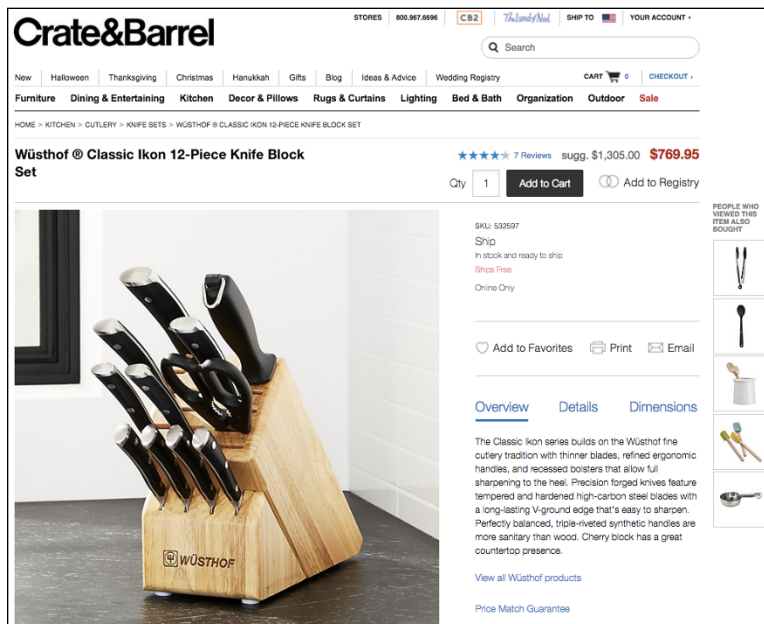 STORES 800.967.6696 CB2 The Land of Nod SHIP TO YOUR ACCOUNT
Crate&Barrel
Search
New Halloween Thanksgiving Christmas Hanukkah Gifts Blog Ideas & Advice Wedding Registry CART 0 CHECKOUT
Furniture Dining & Entertaining Kitchen Decor & Pillows Rugs & Curtains Lighting Bed & Bath Organization Outdoor Sale
HOME > KITCHEN > CUTLERY > KNIFE SETS > WÜSTHOF ® CLASSIC IKON 12-PIECE KNIFE BLOCK SET
Wüsthof ® Classic Ikon 12-Piece Knife Block
Set
7 Reviews sugg. $1,305.00 $769.95
Qty 1 Add to Cart Add to Registry
SKU: 532597
Ship
In stock and ready to ship
Ships Free
Online Only
Add to Favorites Print Email
Overview Details Dimensions
The Classic Ikon series builds on the Wüsthof fine
cutlery tradition with thinner blades, refined ergonomic
handles, and recessed bolsters that allow full
sharpening to the heel. Precision forged knives feature
tempered and hardened high-carbon steel blades with
a long-lasting V-ground edge that's easy to sharpen.
Perfectly balanced, triple-riveted synthetic handles are
more sanitary than wood. Cherry block has a great
countertop presence.
View all Wüsthof products
Price Match Guarantee
WÜSTHOF
PEOPLE WHO
VIEWED THIS
ITEM ALSO
BOUGHT